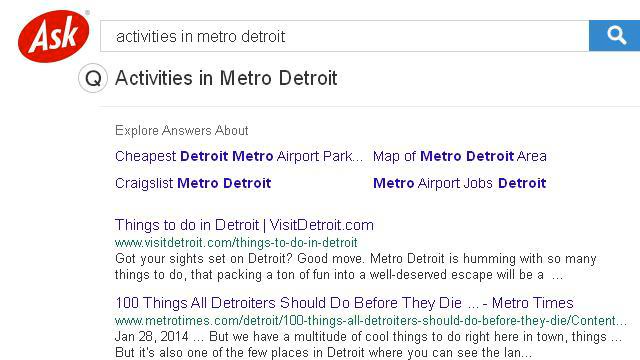 Ask®
activities in metro detroit
Q Activities in Metro Detroit
Explore Answers About
Cheapest Detroit Metro Airport Park... Map of Metro Detroit Area
Craigslist Metro Detroit Metro Airport Jobs Detroit
Things to do in Detroit | VisitDetroit.com
www.visitdetroit.com/things-to-do-in-detroit
Got your sights set on Detroit? Good move. Metro Detroit is humming with so many
things to do, that packing a ton of fun into a well-deserved escape will be a ...
100 Things All Detroiters Should Do Before They Die ... - Metro Times
www.metrotimes.com/detroit/100-things-all-detroiters-should-do-before-they-die/Content...
Jan 28, 2014 ... But we have a multitude of cool things to do right here in town, things ...
But it's also one of the few places in Detroit where you can see the lan...